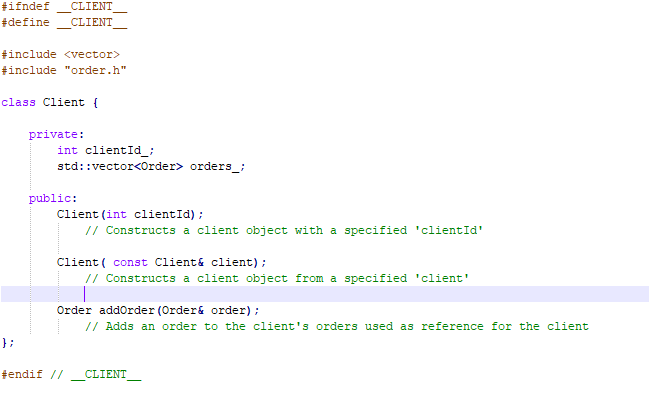 #ifndef __CLIENT__
#define __CLIENT__
#include <vector>
#include "order.h"
class Client {
private:
int clientId_;
std::vector<Order> orders_;
public:
Client(int clientId);
// Constructs a client object with a specified 'clientId'
Client( const Client& client);
// Constructs a client object from a specified 'client'
Order addOrder(Order& order);
// Adds an order to the client's orders used as reference for the client
};
#endif // __CLIENT__